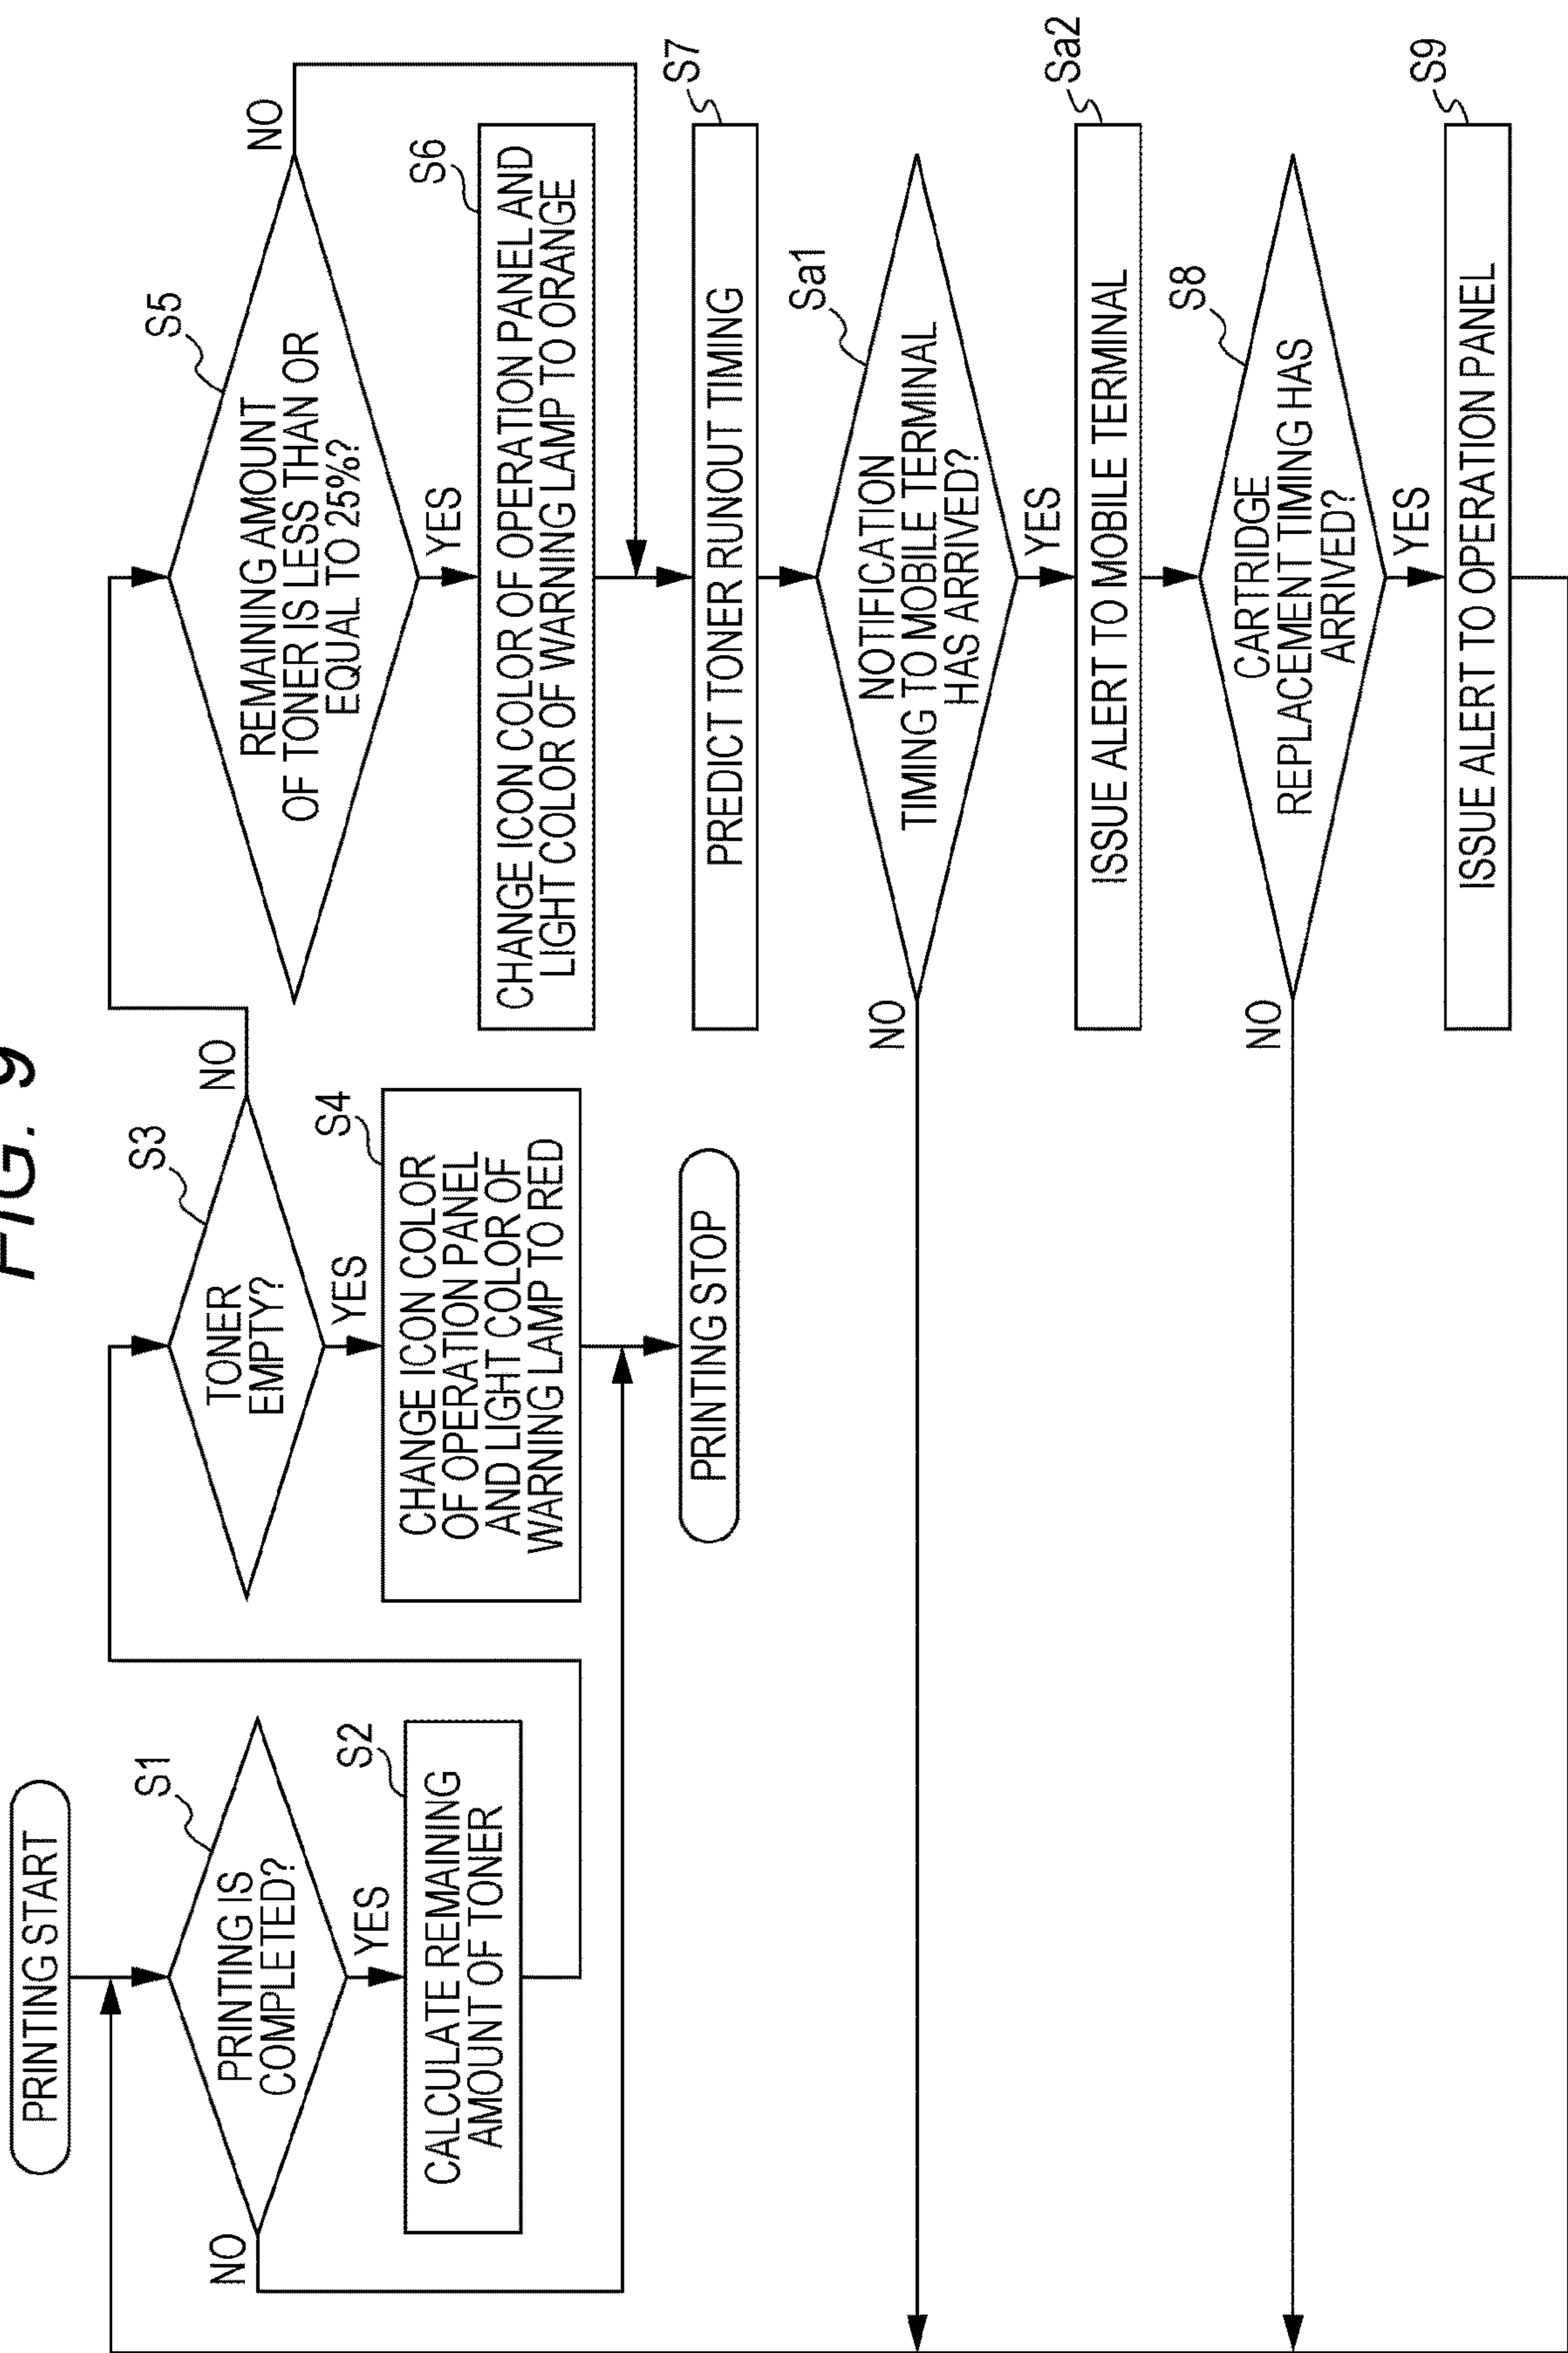 FIG. 9
PRINTING START
S1
PRINTING IS
COMPLETED?
NO
YES
S2
CALCULATE REMAINING
AMOUNT OF TONER
S3
TONER
EMPTY?
NO
YES
S4
CHANGE ICON COLOR
OF OPERATION PANEL
AND LIGHT COLOR OF
WARNING LAMP TO RED
PRINTING STOP
S5
REMAINING AMOUNT
OF TONER IS LESS THAN OR
EQUAL TO 25%?
NO
YES
S6
CHANGE ICON COLOR OF OPERATION PANEL AND
LIGHT COLOR OF WARNING LAMP TO ORANGE
S7
PREDICT TONER RUNOUT TIMING
Sa1
NOTIFICATION
TIMING TO MOBILE TERMINAL
HAS ARRIVED?
NO
YES
Sa2
ISSUE ALERT TO MOBILE TERMINAL
S8
CARTRIDGE
REPLACEMENT TIMING HAS
ARRIVED?
NO
YES
S9
ISSUE ALERT TO OPERATION PANEL